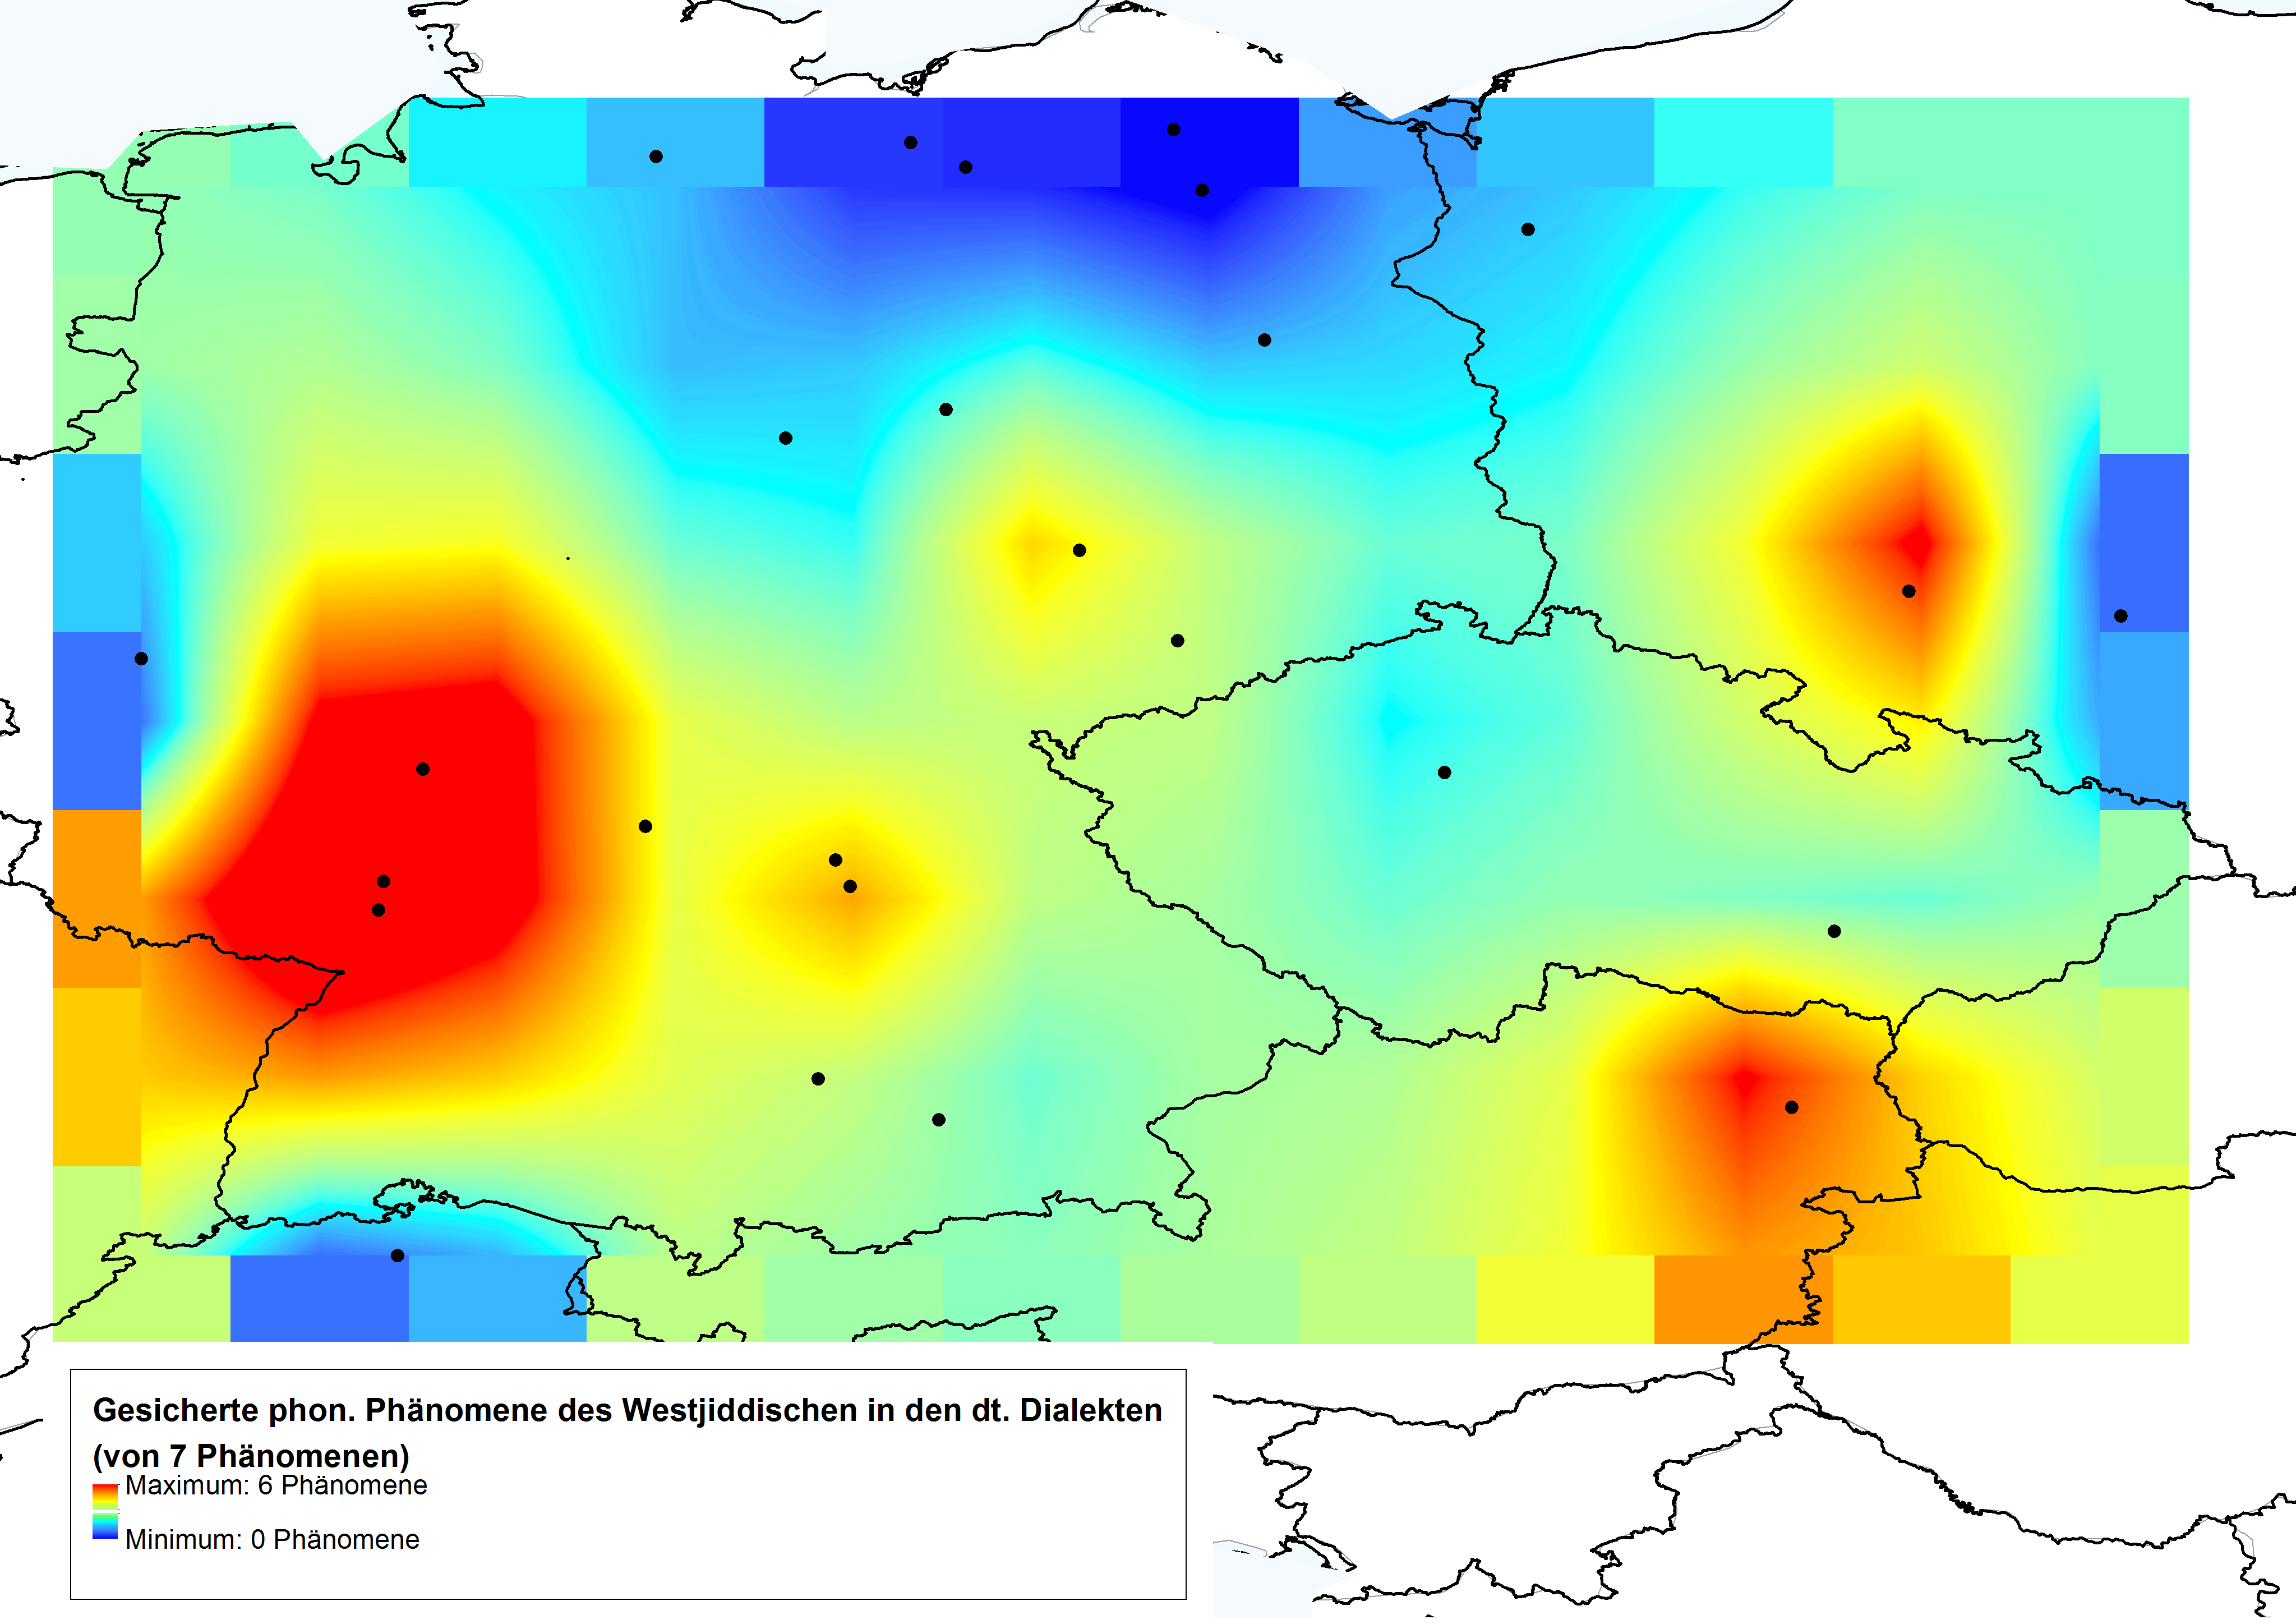 Gesicherte phon. Phänomene des Westjiddischen in den dt. Dialekten
(von 7 Phänomenen)
Maximum: 6 Phänomene
Minimum: 0 Phänomene